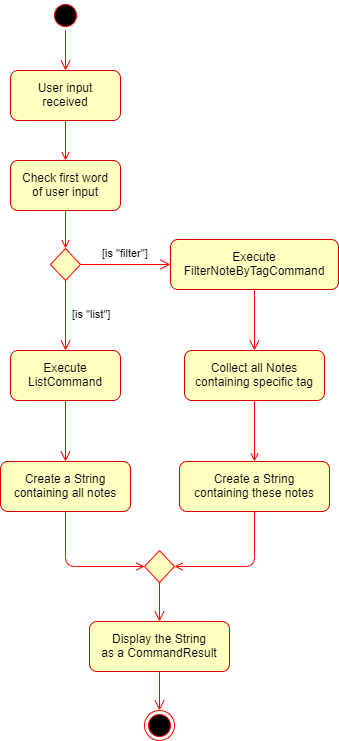 User input
received
Check first word
of user input
[is "filter"]
Execute
FilterNoteByTagCommand
[is "list"]
Execute
ListCommand
Collect all Notes
containing specific tag
Create a String
containing all notes
Create a String
containing these notes
Display the String
as a CommandResult